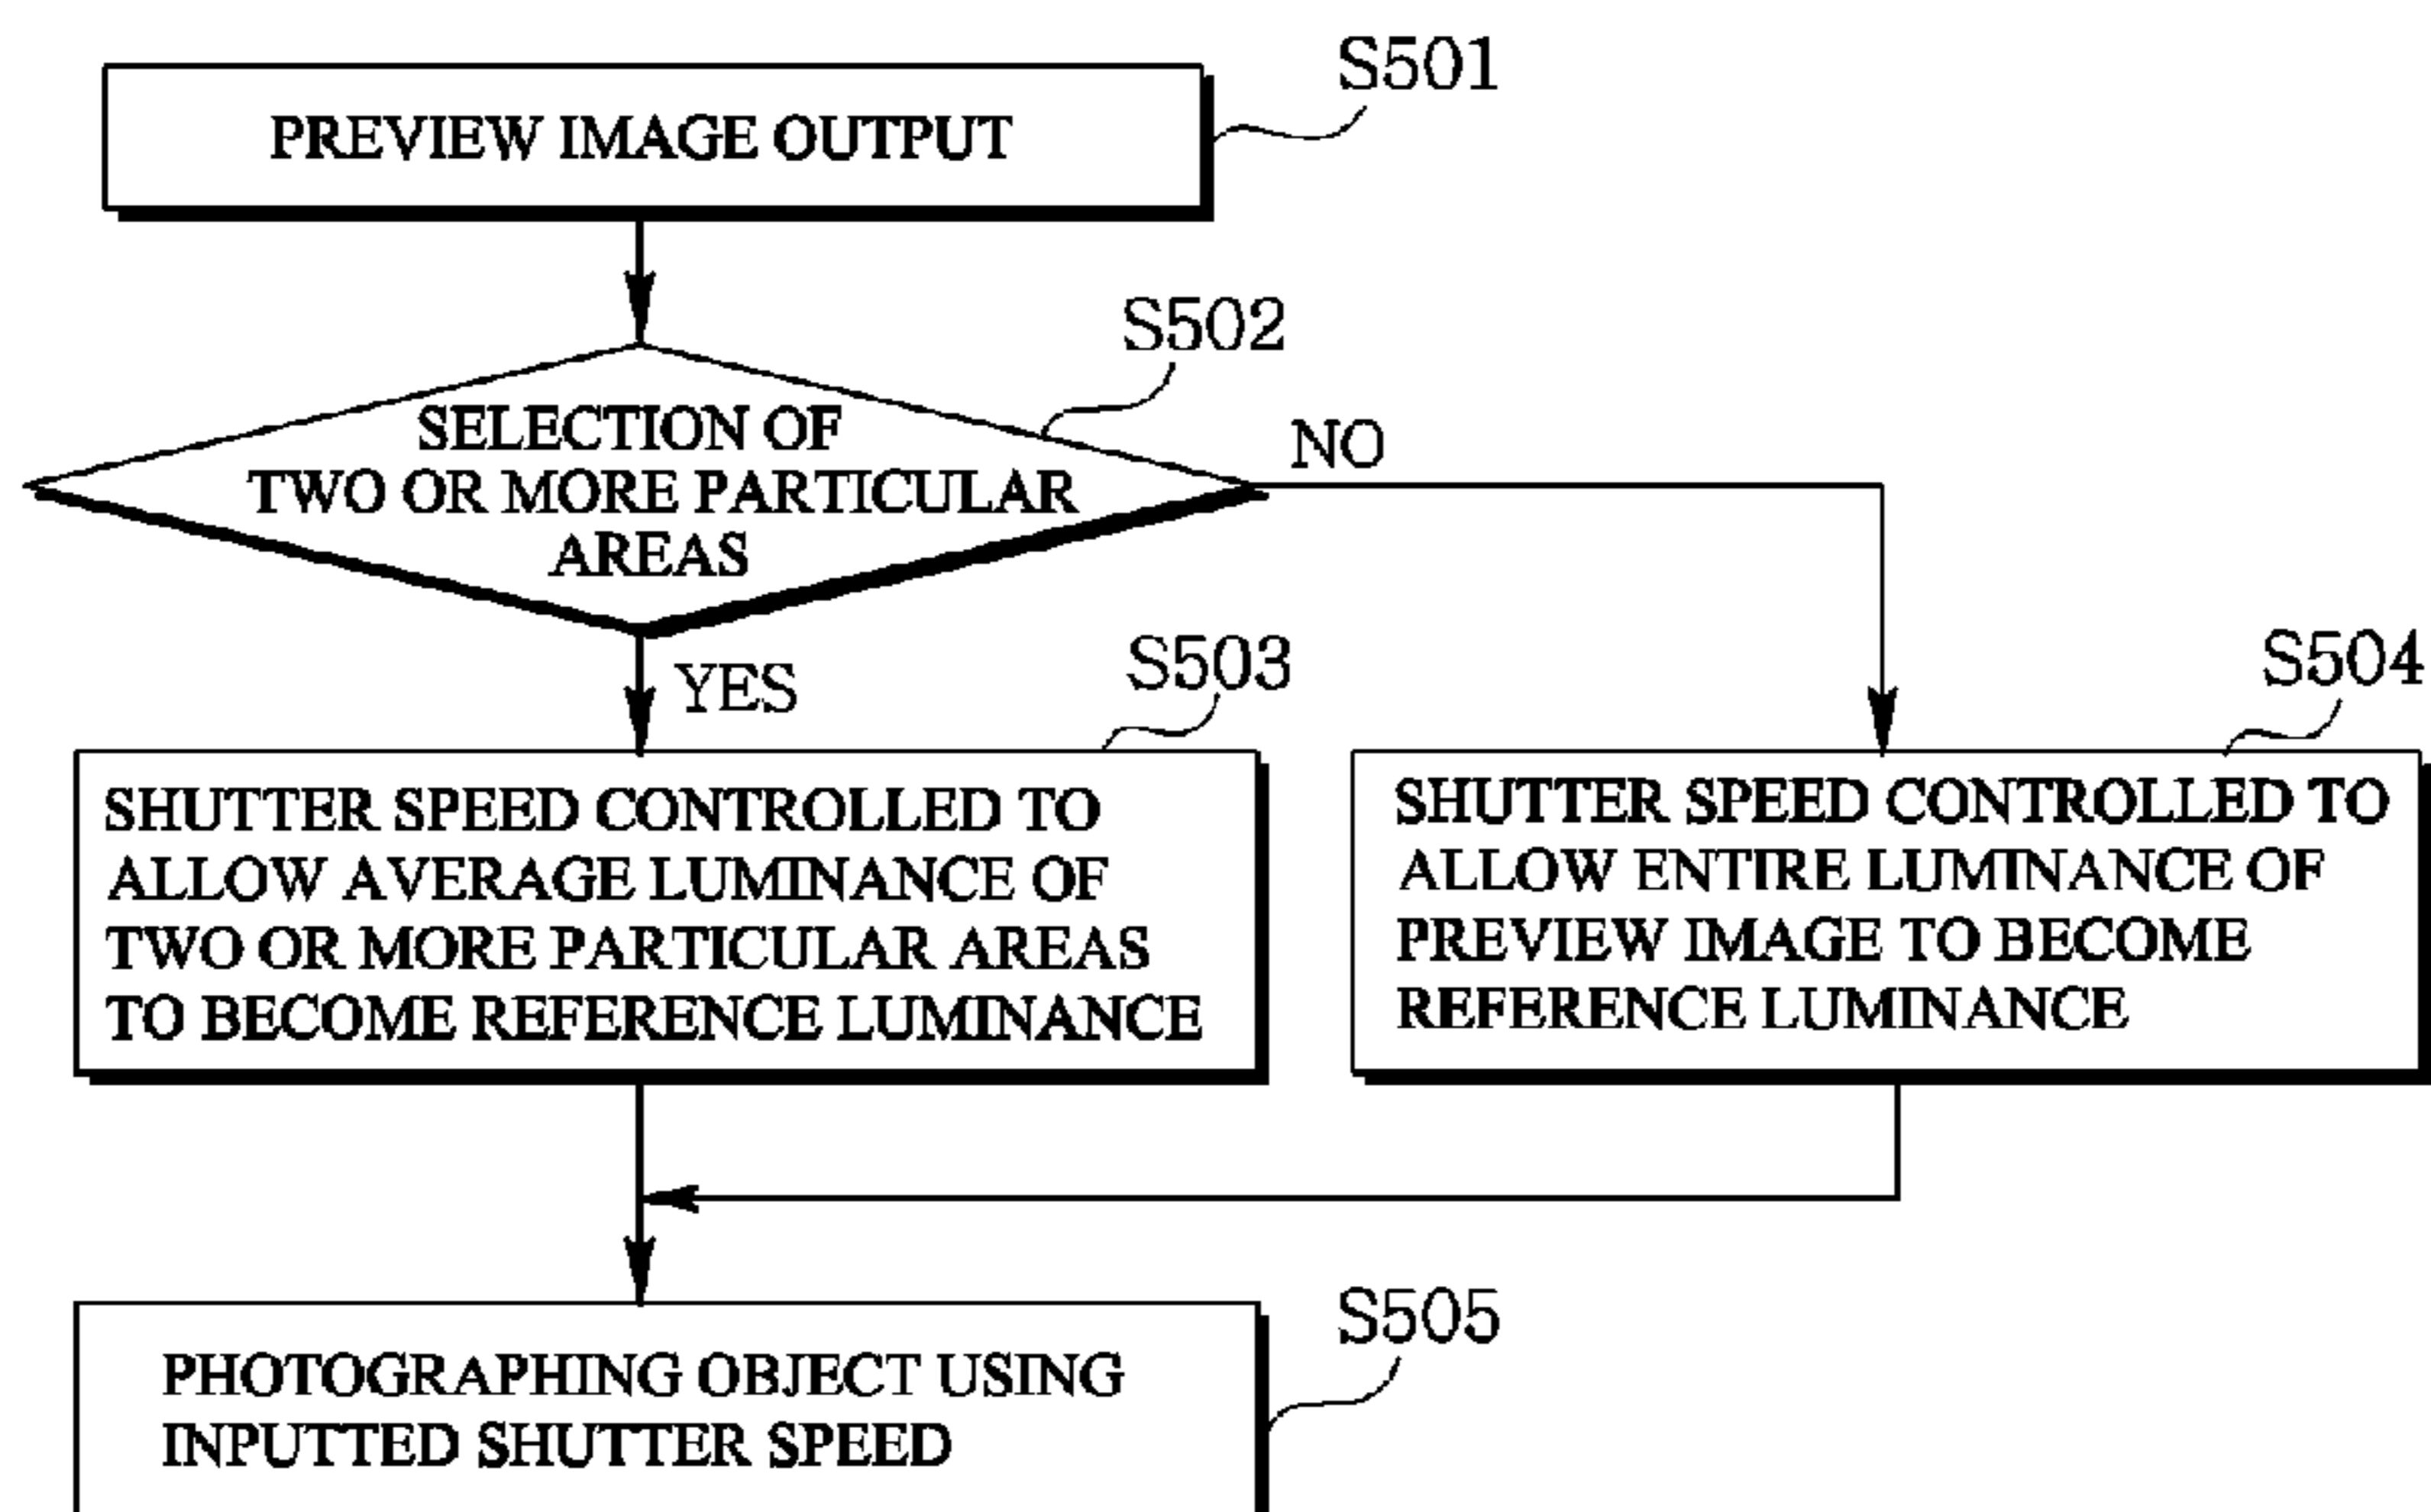 S501
PREVIEW IMAGE OUTPUT
S502
SELECTION OF
TWO OR MORE PARTICULAR
AREAS
NO
YES
S503
SHUTTER SPEED CONTROLLED TO
ALLOW AVERAGE LUMINANCE OF
TWO OR MORE PARTICULAR AREAS
TO BECOME REFERENCE LUMINANCE
S504
SHUTTER SPEED CONTROLLED TO
ALLOW ENTIRE LUMINANCE OF
PREVIEW IMAGE TO BECOME
REFERENCE LUMINANCE
S505
PHOTOGRAPHING OBJECT USING
INPUTTED SHUTTER SPEED